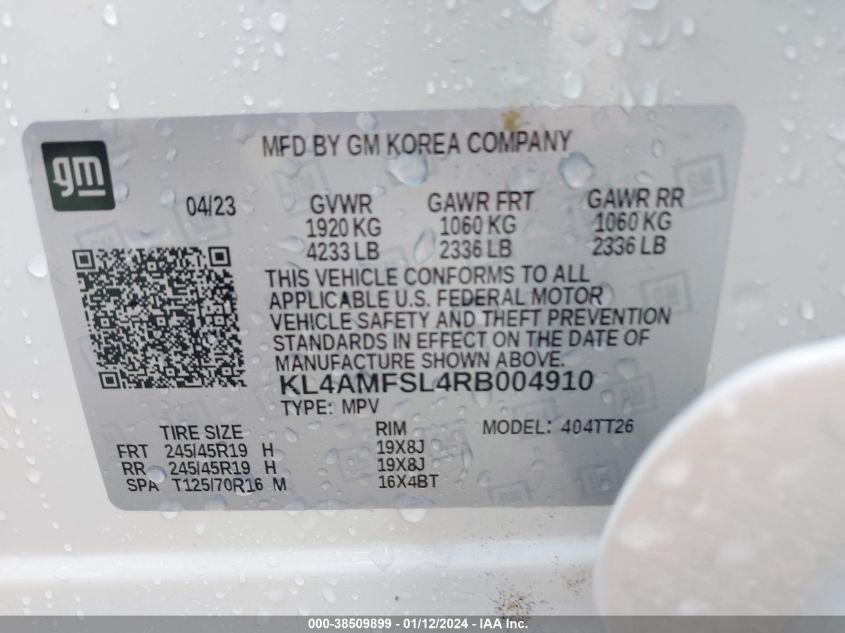 gm
MFD BY GM KOREA COMPANY
04/23 GVWR GAWR FRT GAWR RR
1920 KG 1060 KG 1060 KG
4233 LB 2336 LB 2336 LB
THIS VEHICLE CONFORMS TO ALL
APPLICABLE U.S. FEDERAL MOTOR
VEHICLE SAFETY AND THEFT PREVENTION
STANDARDS IN EFFECT ON THE DATE OF
MANUFACTURE SHOWN ABOVE.
KL4AMFSL4RB004910
TYPE: MPV
TIRE SIZE RIM MODEL: 404TT26
FRT 245/45R19 H 19X8J
RR 245/45R19 H 19X8J
SPA T125/70R16 M 16X4BT
000-38509899 - 01/12/2024 - IAA Inc.